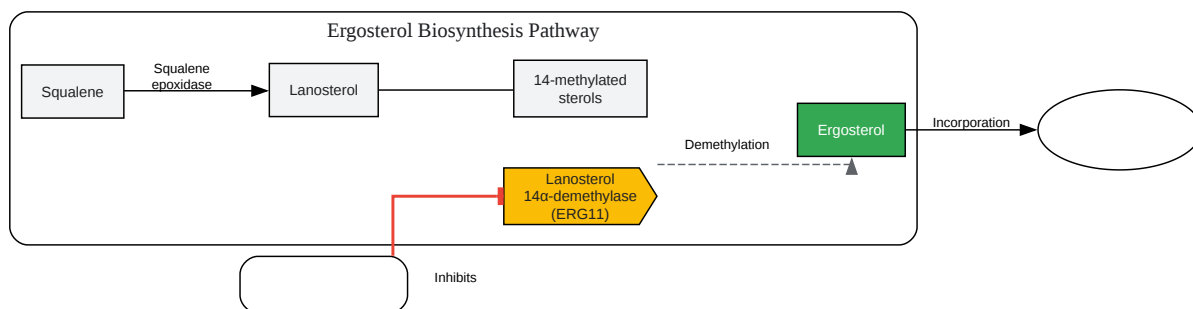 Ergosterol Biosynthesis Pathway
Squalene
Squalene
epoxidase
Lanosterol
14-methylated
sterols
Ergosterol
Incorporation
Demethylation
Lanosterol
14α-demethylase
(ERG11)
Inhibits